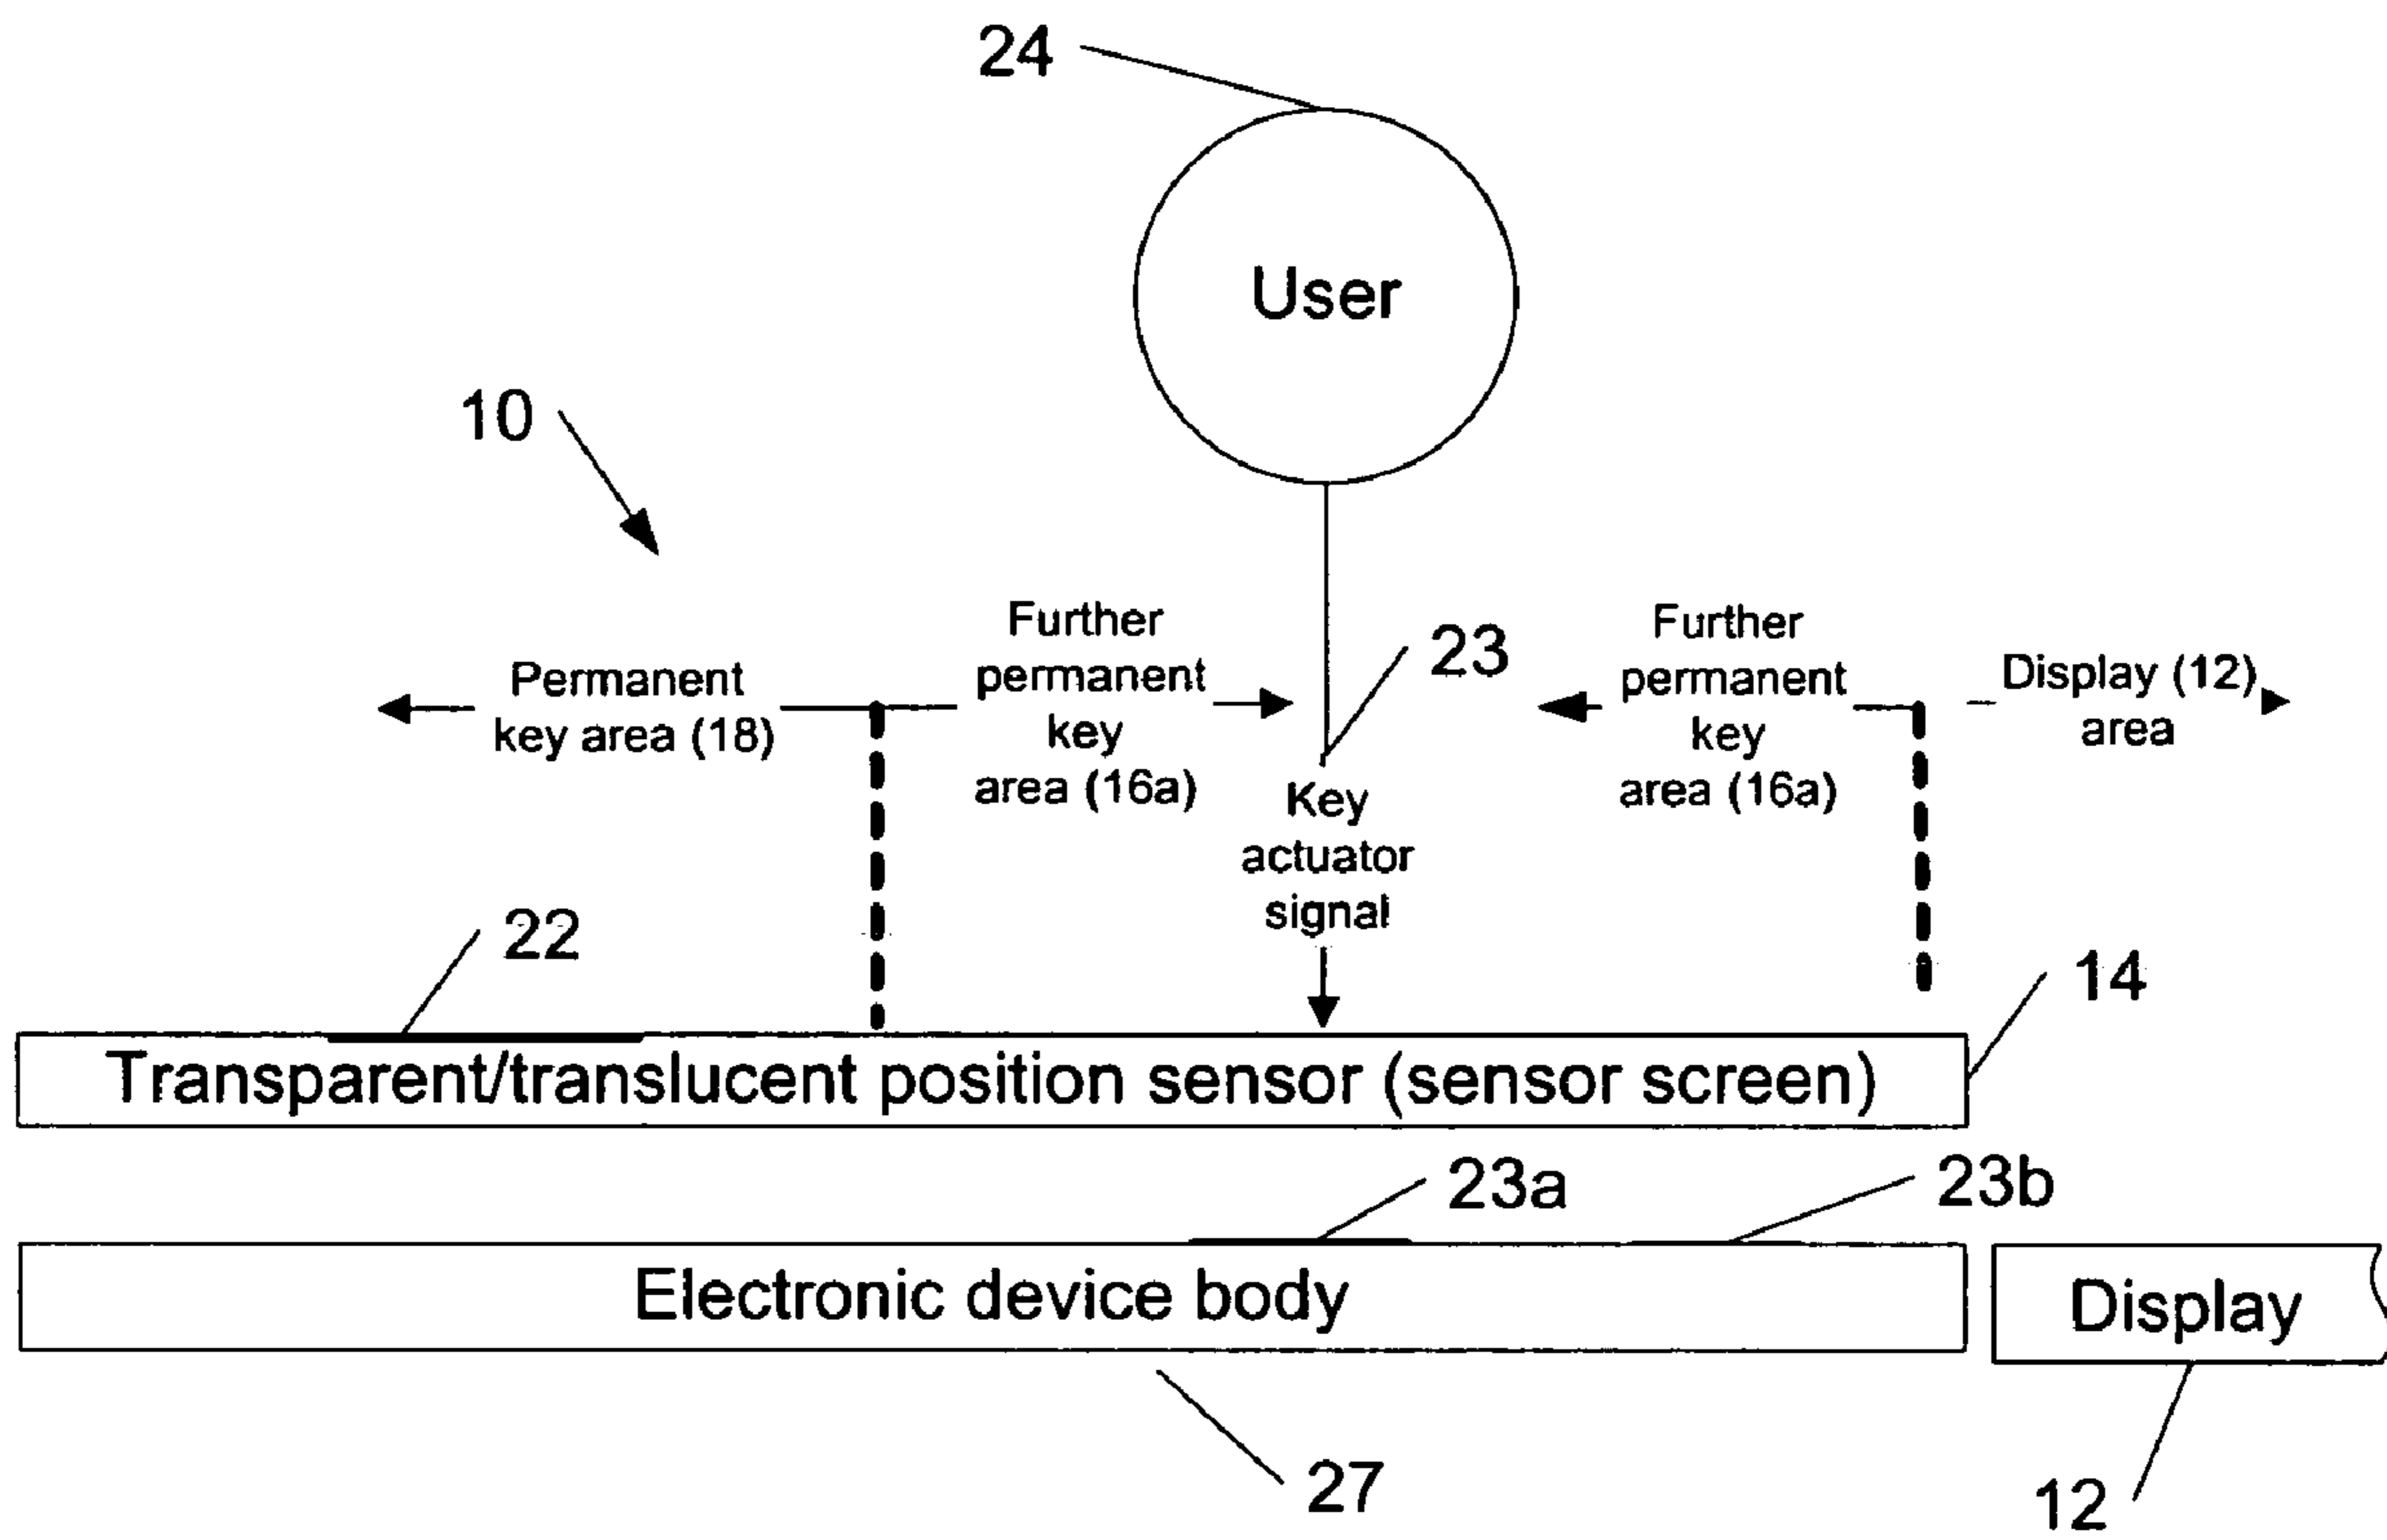 24
User
10
Further
permanent
key
area (16a)
23
Further
permanent
key
area (16a)
Permanent
key area (18)
Display (12)
area
Key
actuator
signal
22
14
Transparent/translucent position sensor (sensor screen)
23a
23b
Electronic device body
Display
27
12